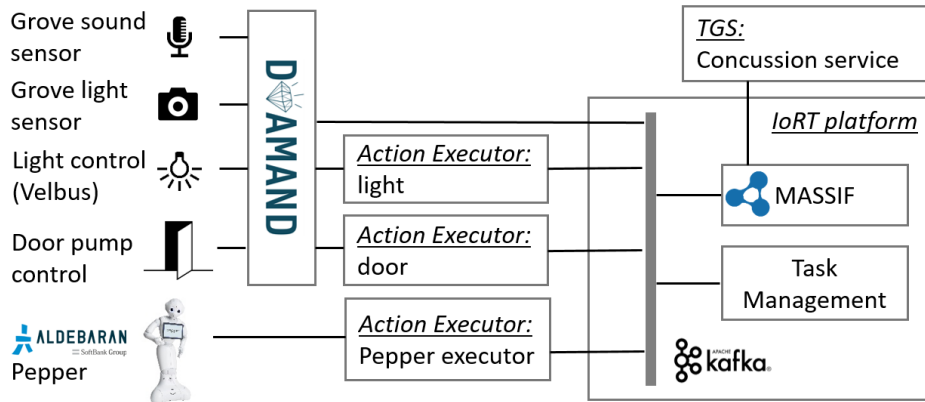 Grove sound
sensor
Grove light
sensor
Light control
(Velbus)
Door pump
control
ALDEBARAN
SoftBank Group
Pepper
DIAMAND
Action Executor:
light
Action Executor:
door
Action Executor:
Pepper executor
TGS:
Concussion service
IoRT platform
MASSIF
Task
Management
APACHE
kafka®